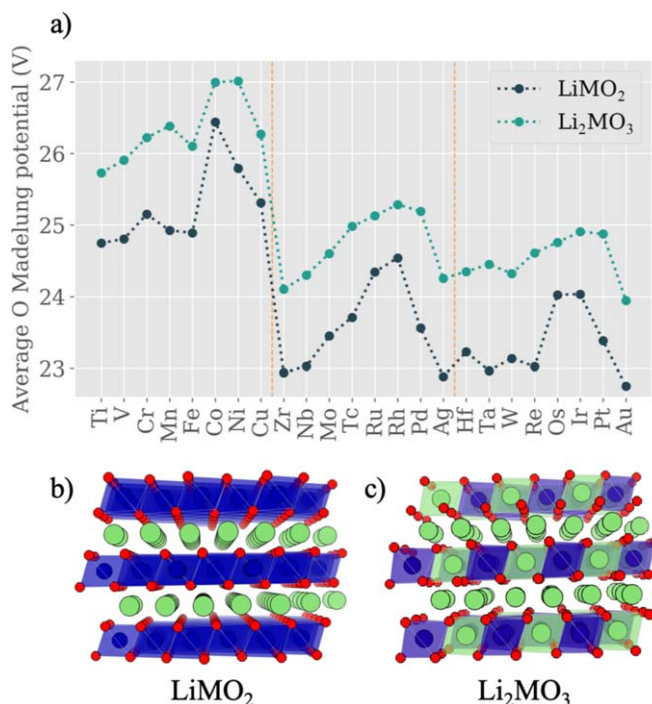 a)
Average O Madelung potential (V)
27
26
25
24
23
LiMO₂
Li₂MO₃
Ti V Cr Mn Fe Co Ni Cu Zr Nb Mo Tc Ru Rh Pd Ag Hf Ta W Re Os Ir Pt Au
b)
c)
LiMO₂
Li₂MO₃